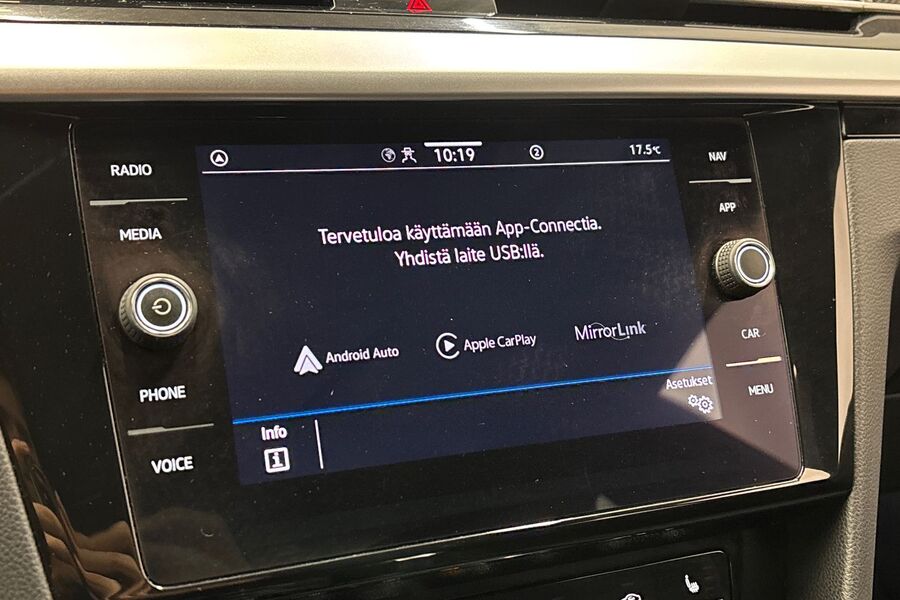 RADIO
MEDIA
PHONE
VOICE
10:19
2
17.5°C
Tervetuloa käyttämään App-Connectia.
Yhdistä laite USB:llä.
Android Auto
Apple CarPlay
MirrorLink
Asetukset
Info
NAV
APP
CAR
MENU